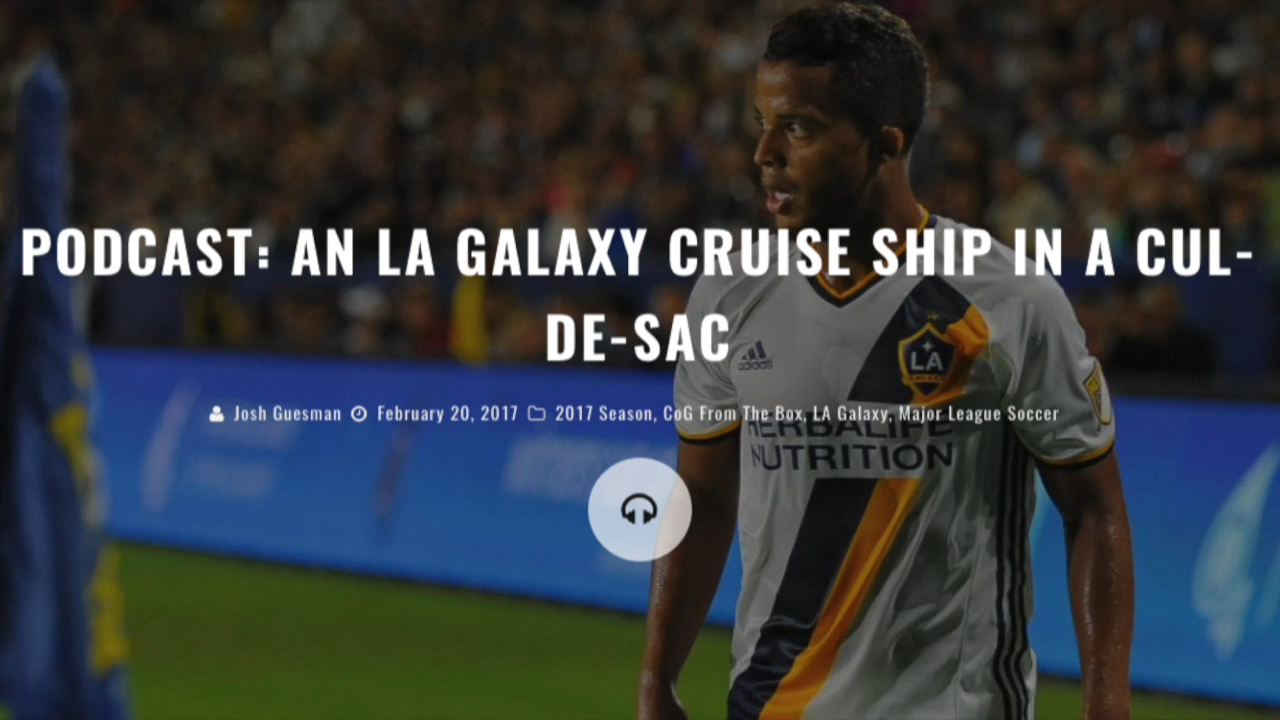 PODCAST: AN LA GALAXY CRUISE SHIP IN A CUL-
DE-SAC
Josh Guesman February 20, 2017 2017 Season, CoG From The Box, LA Galaxy, Major League Soccer
adidas
LA
GALAXY
HERBALIFE
NUTRITION